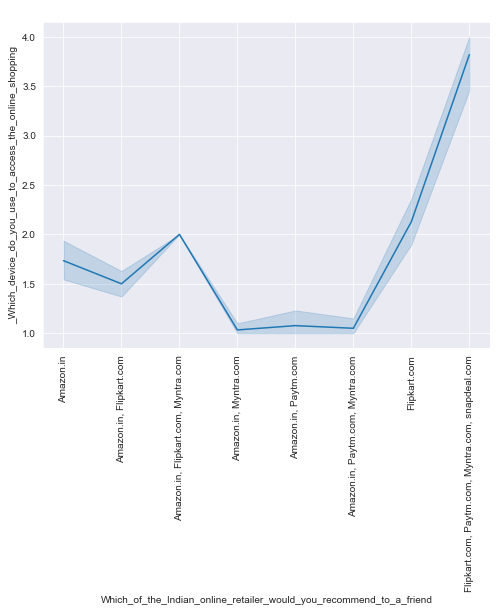 _Which_device_do_you_use_to_access_the_online_shopping
4.0
3.5
3.0
2.5
2.0
1.5
1.0
Amazon.in
Amazon.in, Flipkart.com
Amazon.in, Flipkart.com, Myntra.com
Amazon.in, Myntra.com
Amazon.in, Paytm.com
Amazon.in, Paytm.com, Myntra.com
Flipkart.com
Flipkart.com, Paytm.com, Myntra.com, snapdeal.com
Which_of_the_Indian_online_retailer_would_you_recommend_to_a_friend